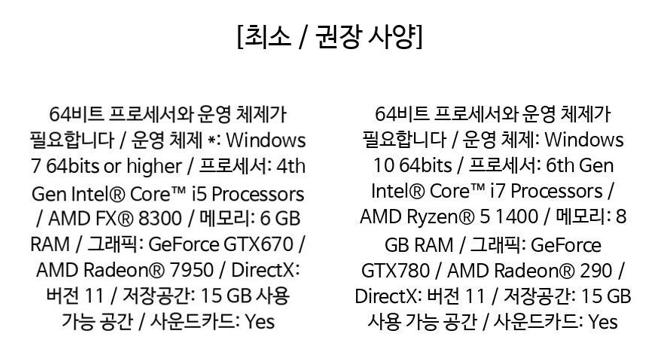 [최소 / 권장 사양]
64비트 프로세서와 운영 체제가
필요합니다 / 운영 체제 *: Windows
7 64bits or higher / 프로세서: 4th
Gen Intel® Core™ i5 Processors
/ AMD FX® 8300 / 메모리: 6 GB
RAM / 그래픽: GeForce GTX670 /
AMD Radeon® 7950 / DirectX:
버전 11 / 저장공간: 15 GB 사용
가능 공간 / 사운드카드: Yes
64비트 프로세서와 운영 체제가
필요합니다 / 운영 체제: Windows
10 64bits / 프로세서: 6th Gen
Intel® Core™ i7 Processors /
AMD Ryzen® 5 1400 / 메모리: 8
GB RAM / 그래픽: GeForce
GTX780 / AMD Radeon® 290 /
DirectX: 버전 11 / 저장공간: 15 GB
사용 가능 공간 / 사운드카드: Yes